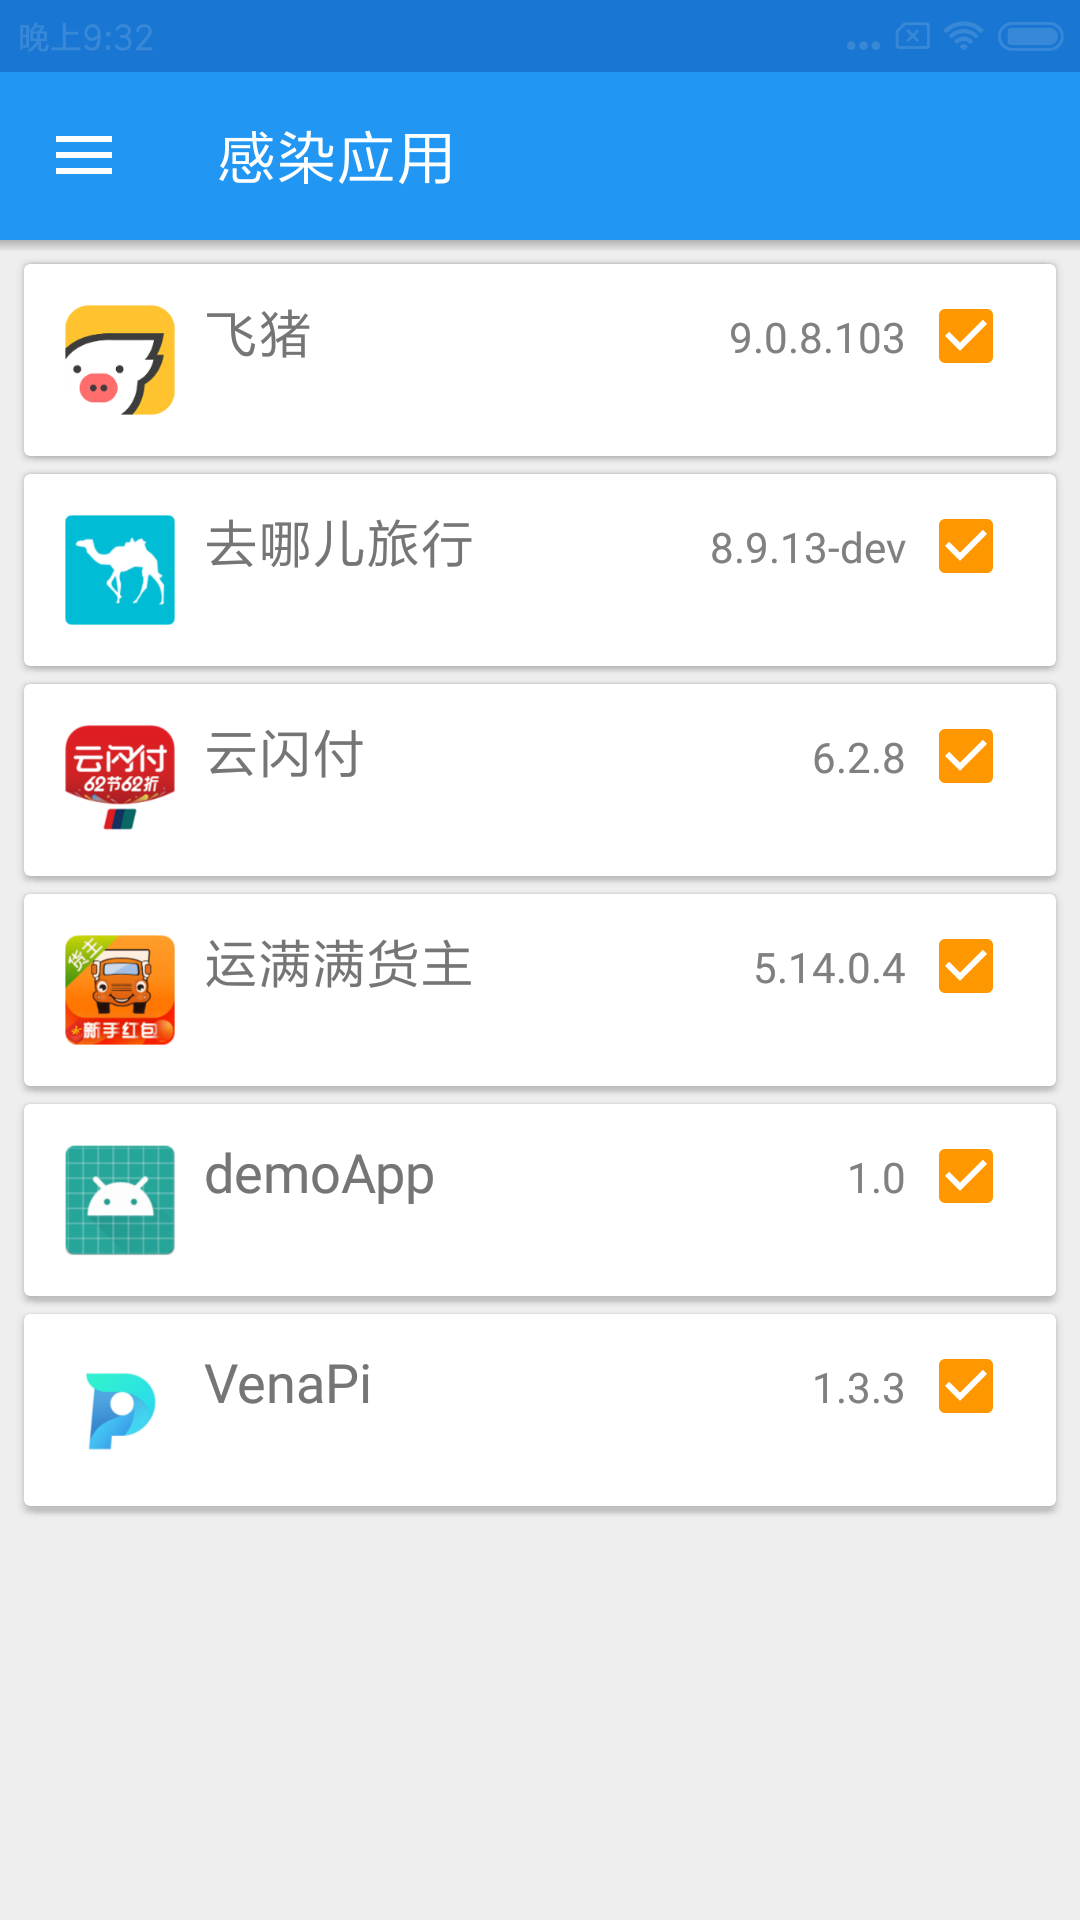 晚上9:32
感染应用
飞猪
9.0.8.103
去哪儿旅行
8.9.13-dev
云闪付
62节62折
云闪付
6.2.8
货主
新手红包
运满满货主
5.14.0.4
demoApp
1.0
VenaPi
1.3.3